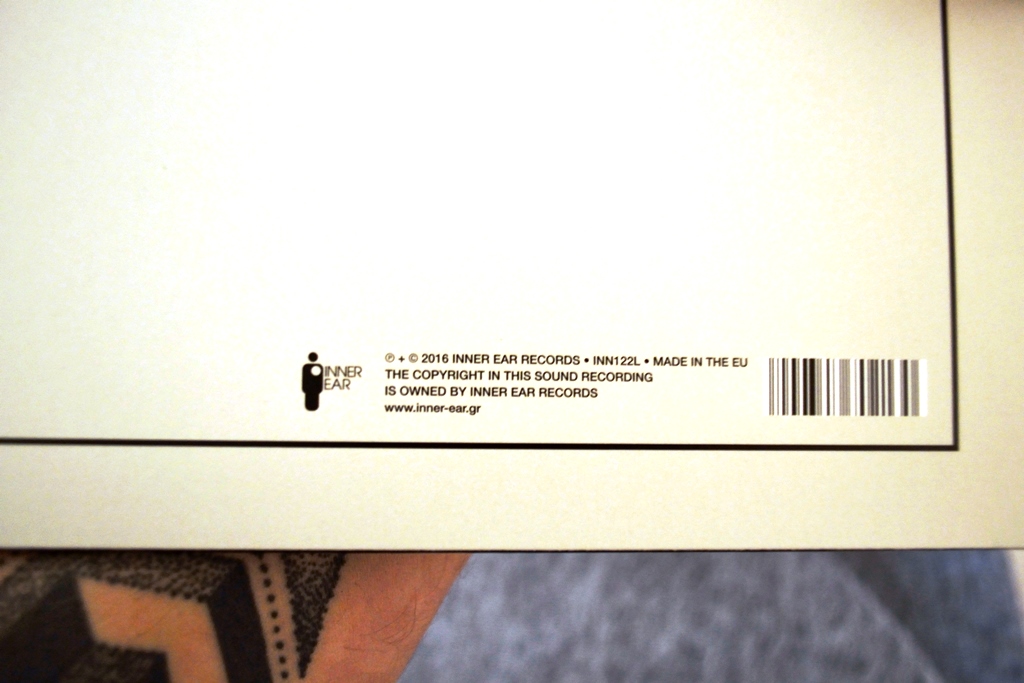 INNER
EAR
℗ + © 2016 INNER EAR RECORDS • INN122L • MADE IN THE EU
THE COPYRIGHT IN THIS SOUND RECORDING
IS OWNED BY INNER EAR RECORDS
www.inner-ear.gr